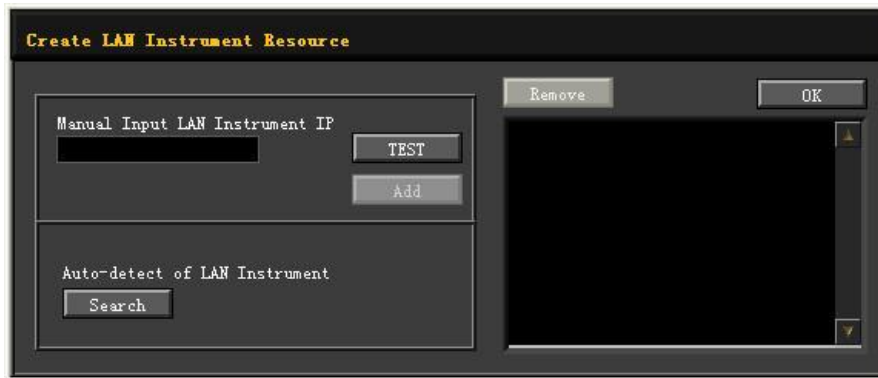 Create LAN Instrument Resource
Manual Input LAN Instrument IP
TEST
Add
Auto-detect of LAN Instrument
Search
Remove
OK